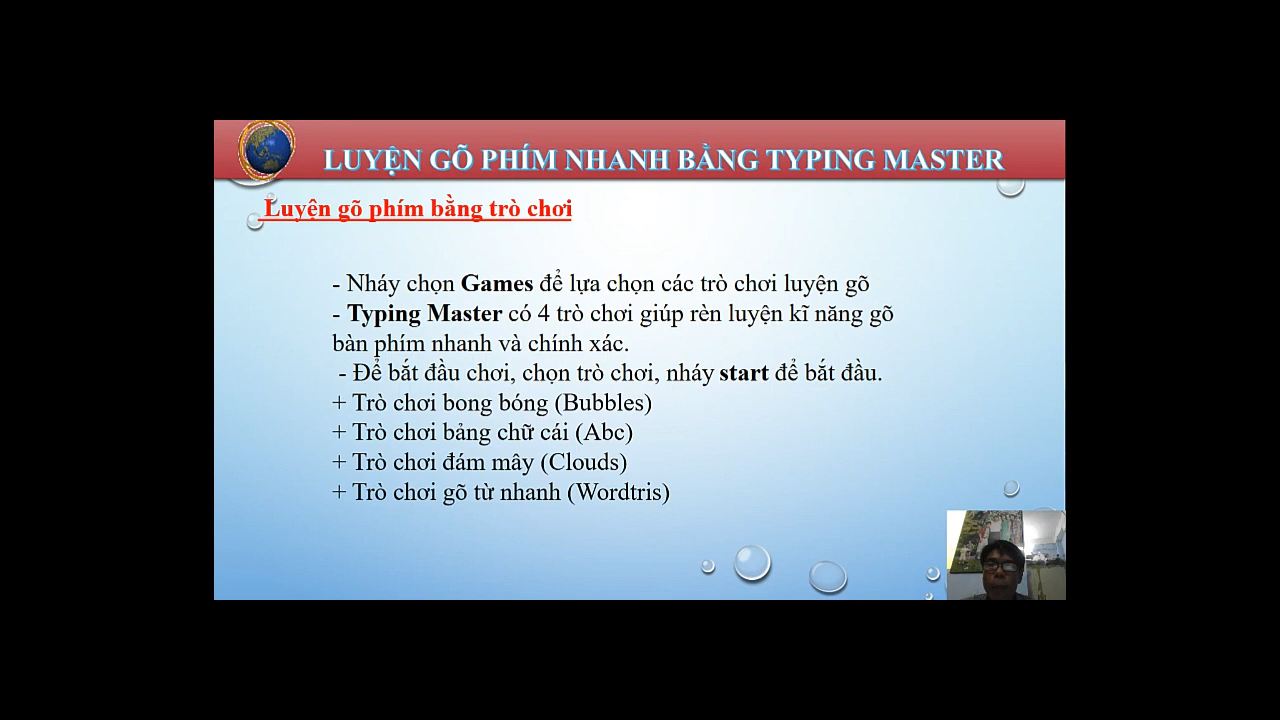 LUYỆN GÕ PHÍM NHANH BẰNG TYPING MASTER
Luyện gõ phím bằng trò chơi
- Nháy chọn Games để lựa chọn các trò chơi luyện gõ
- Typing Master có 4 trò chơi giúp rèn luyện kĩ năng gõ
bàn phím nhanh và chính xác.
- Để bắt đầu chơi, chọn trò chơi, nháy start để bắt đầu.
+ Trò chơi bong bóng (Bubbles)
+ Trò chơi bảng chữ cái (Abc)
+ Trò chơi đám mây (Clouds)
+ Trò chơi gõ từ nhanh (Wordtris)